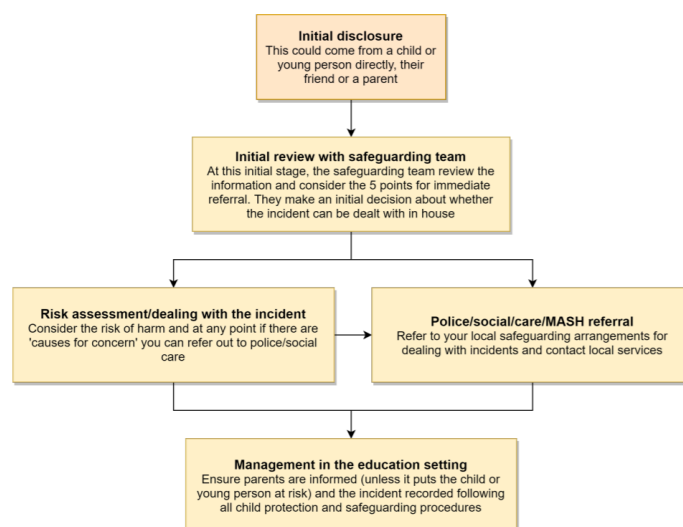 Initial disclosure
This could come from a child or
young person directly, their
friend or a parent
Initial review with safeguarding team
At this initial stage, the safeguarding team review the
information and consider the 5 points for immediate
referral. They make an initial decision about whether
the incident can be dealt with in house
Risk assessment/dealing with the incident
Consider the risk of harm and at any point if there are
'causes for concern' you can refer out to police/social
care
Police/social/care/MASH referral
Refer to your local safeguarding arrangements for
dealing with incidents and contact local services
Management in the education setting
Ensure parents are informed (unless it puts the child or
young person at risk) and the incident recorded following
all child protection and safeguarding procedures